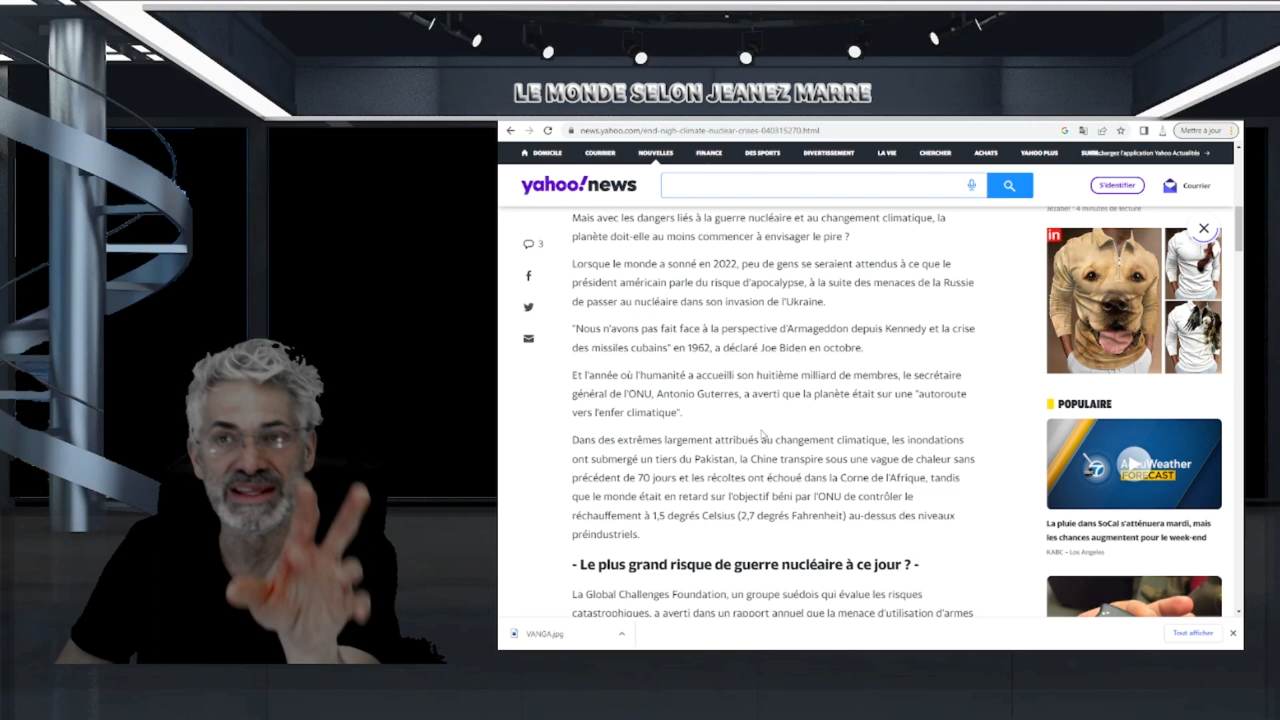 LE MONDE SELON JEANEZ MARRE
news.yahoo.com/end-nigh-climate-nuclear-crises-040315270.html
Mettre à jour
DOMICILE COURRIER NOUVELLES FINANCE DES SPORTS DIVERTISSEMENT LA VIE CHERCHER ACHATS YAHOO PLUS
l'application Yahoo Actualités →
yahoo!news
S'identifier
Courrier
Jézabel · 4 minutes de lecture
Mais avec les dangers liés à la guerre nucléaire et au changement climatique, la
planète doit-elle au moins commencer à envisager le pire ?
3
Lorsque le monde a sonné en 2022, peu de gens se seraient attendus à ce que le
président américain parle du risque d'apocalypse, à la suite des menaces de la Russie
de passer au nucléaire dans son invasion de l'Ukraine.
"Nous n'avons pas fait face à la perspective d'Armageddon depuis Kennedy et la crise
des missiles cubains" en 1962, a déclaré Joe Biden en octobre.
Et l'année où l'humanité a accueilli son huitième milliard de membres, le secrétaire
général de l'ONU, Antonio Guterres, a averti que la planète était sur une "autoroute
vers l'enfer climatique".
Dans des extrêmes largement attribués au changement climatique, les inondations
ont submergé un tiers du Pakistan, la Chine transpire sous une vague de chaleur sans
précédent de 70 jours et les récoltes ont échoué dans la Corne de l'Afrique, tandis
que le monde était en retard sur l'objectif béni par l'ONU de contrôler le
réchauffement à 1,5 degrés Celsius (2,7 degrés Fahrenheit) au-dessus des niveaux
préindustriels.
- Le plus grand risque de guerre nucléaire à ce jour ? -
La Global Challenges Foundation, un groupe suédois qui évalue les risques
catastrophiques, a averti dans un rapport annuel que la menace d'utilisation d'armes
in
POPULAIRE
7
AccuWeather
FORECAST
La pluie dans SoCal s'atténuera mardi, mais
les chances augmentent pour le week-end
KABC – Los Angeles
VANGA.jpg
Tout afficher